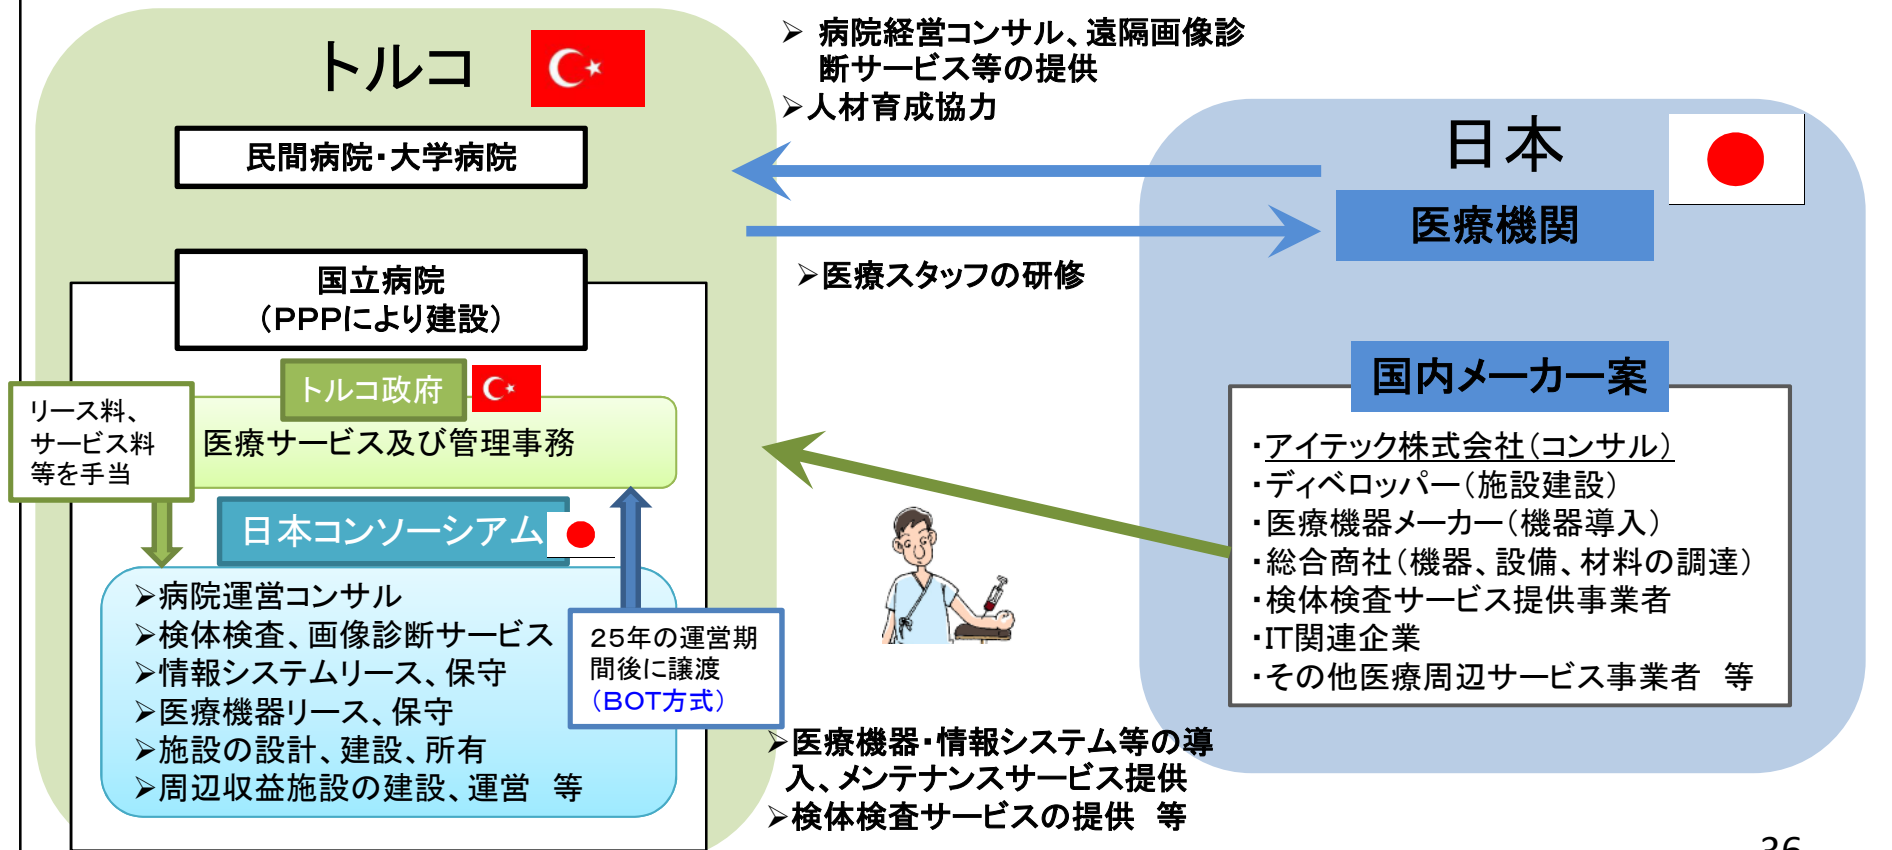 トルコ
民間病院・大学病院
国立病院
（ＰＰＰにより建設）
トルコ政府
医療サービス及び管理事務
リース料、
サービス料
等を手当
日本コンソーシアム
➢病院運営コンサル
➢検体検査、画像診断サービス
➢情報システムリース、保守
➢医療機器リース、保守
➢施設の設計、建設、所有
➢周辺収益施設の建設、運営　等
２５年の運営期
間後に譲渡
（ＢＯＴ方式）
➢ 病院経営コンサル、遠隔画像診
断サービス等の提供
➢人材育成協力
➢医療スタッフの研修
➢医療機器・情報システム等の導
入、メンテナンスサービス提供
➢検体検査サービスの提供　等
日本
医療機関
国内メーカー案
・アイテック株式会社（コンサル）
・ディベロッパー（施設建設）
・医療機器メーカー（機器導入）
・総合商社（機器、設備、材料の調達）
・検体検査サービス提供事業者
・IT関連企業
・その他医療周辺サービス事業者　等
36